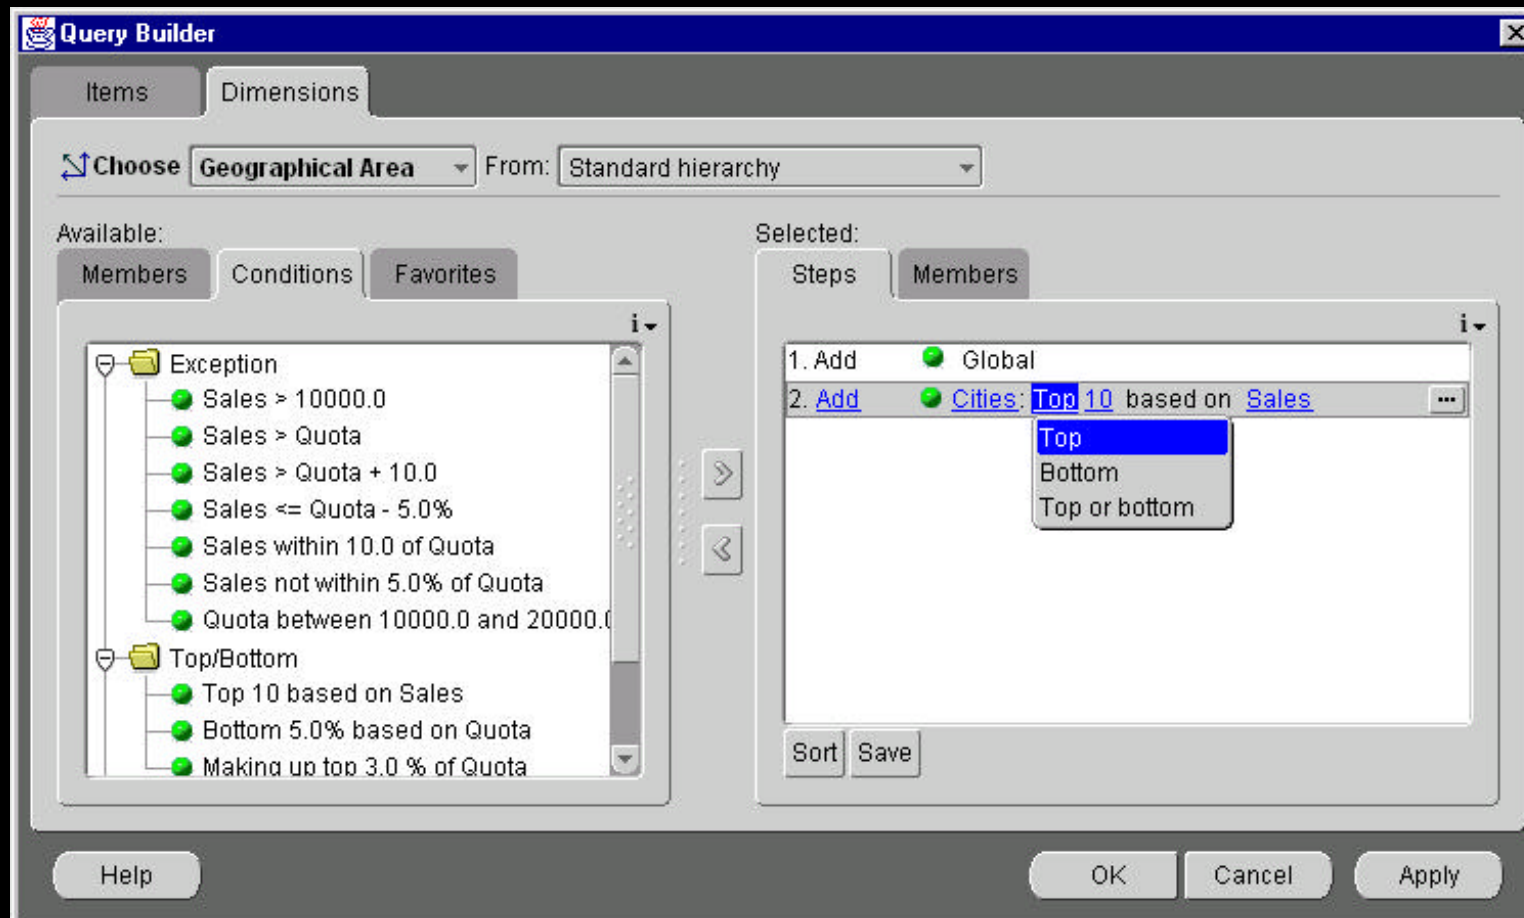 Query Builder
Items Dimensions
Choose Geographical Area From: Standard hierarchy
Available:
Members Conditions Favorites
i
Exception
Sales > 10000.0
Sales > Quota
Sales > Quota + 10.0
Sales <= Quota - 5.0%
Sales within 10.0 of Quota
Sales not within 5.0% of Quota
Quota between 10000.0 and 20000.0
Top/Bottom
Top 10 based on Sales
Bottom 5.0% based on Quota
Making up top 3.0 % of Quota
Selected:
Steps Members
i
1. Add Global
2. Add Cities: Top 10 based on Sales ...
Top
Bottom
Top or bottom
Sort Save
Help OK Cancel Apply